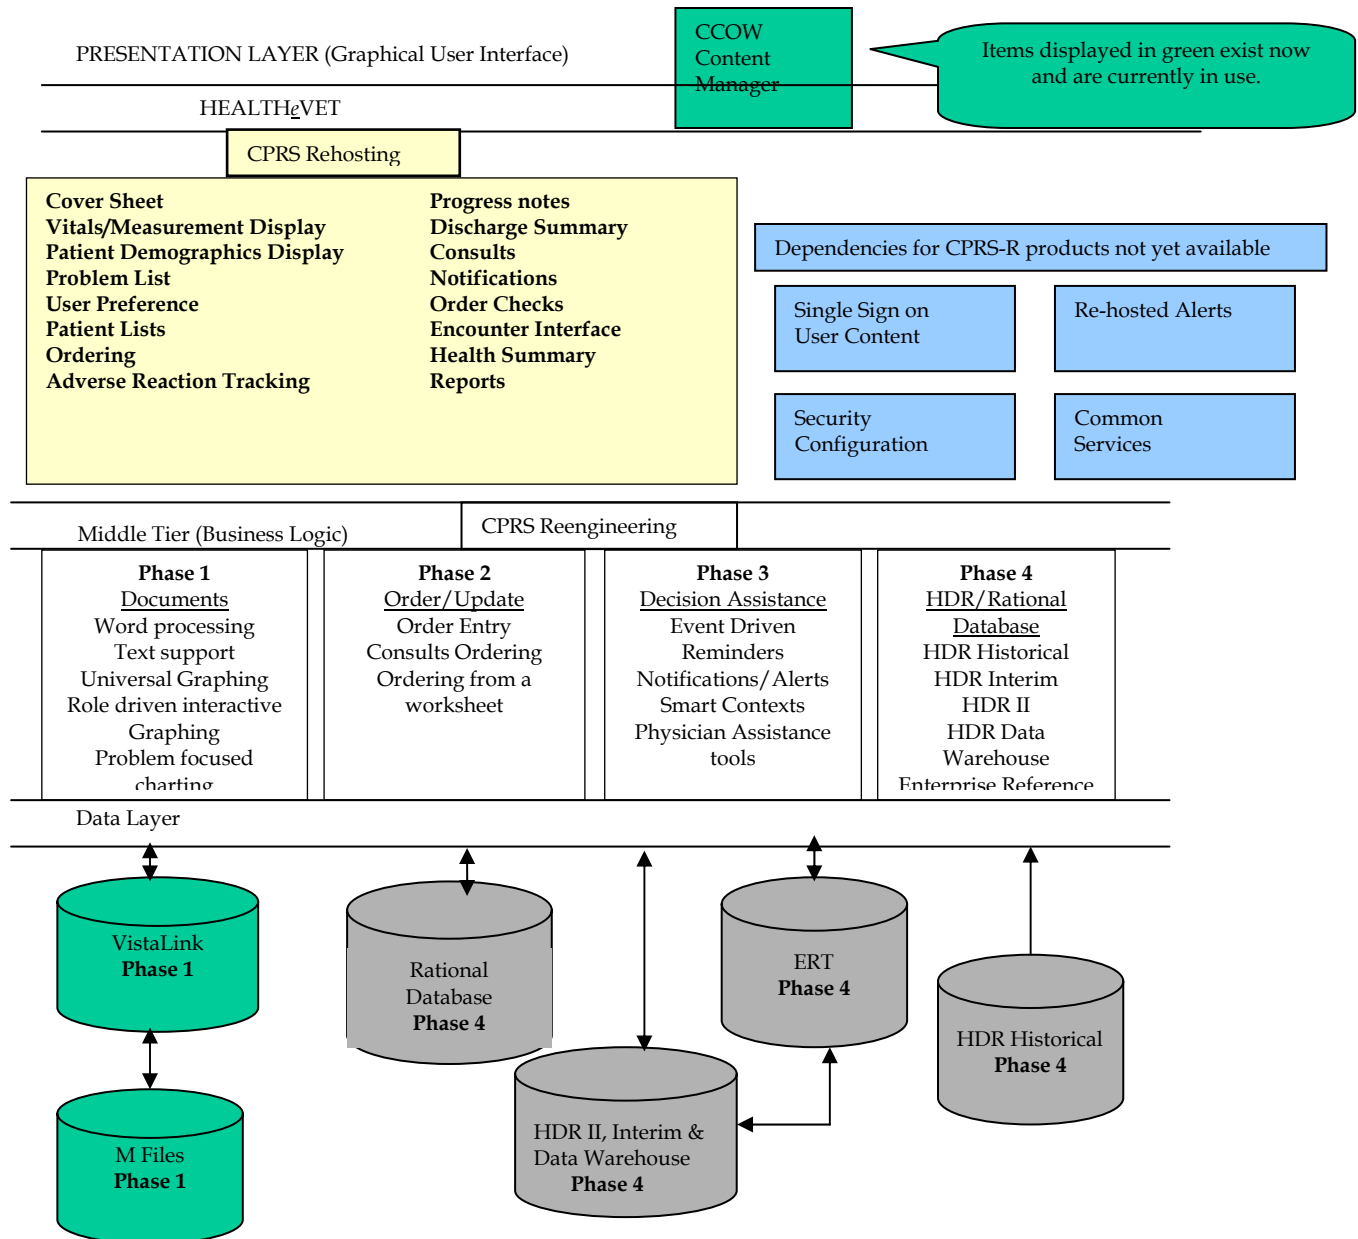 PRESENTATION LAYER (Graphical User Interface)
CCOW
Content
Manager
Items displayed in green exist now
and are currently in use.
HEALTHeVET
CPRS Rehosting
Cover Sheet
Vitals/Measurement Display
Patient Demographics Display
Problem List
User Preference
Patient Lists
Ordering
Adverse Reaction Tracking
Progress notes
Discharge Summary
Consults
Notifications
Order Checks
Encounter Interface
Health Summary
Reports
Dependencies for CPRS-R products not yet available
Single Sign on
User Content
Re-hosted Alerts
Security
Configuration
Common
Services
Middle Tier (Business Logic)
CPRS Reengineering
Phase 1
Documents
Word processing
Text support
Universal Graphing
Role driven interactive
Graphing
Problem focused
charting
Phase 2
Order/Update
Order Entry
Consults Ordering
Ordering from a
worksheet
Phase 3
Decision Assistance
Event Driven
Reminders
Notifications/Alerts
Smart Contexts
Physician Assistance
tools
Phase 4
HDR/Rational
Database
HDR Historical
HDR Interim
HDR II
HDR Data
Warehouse
Enterprise Reference
Data Layer
VistaLink
Phase 1
M Files
Phase 1
Rational
Database
Phase 4
HDR II, Interim &
Data Warehouse
Phase 4
ERT
Phase 4
HDR Historical
Phase 4